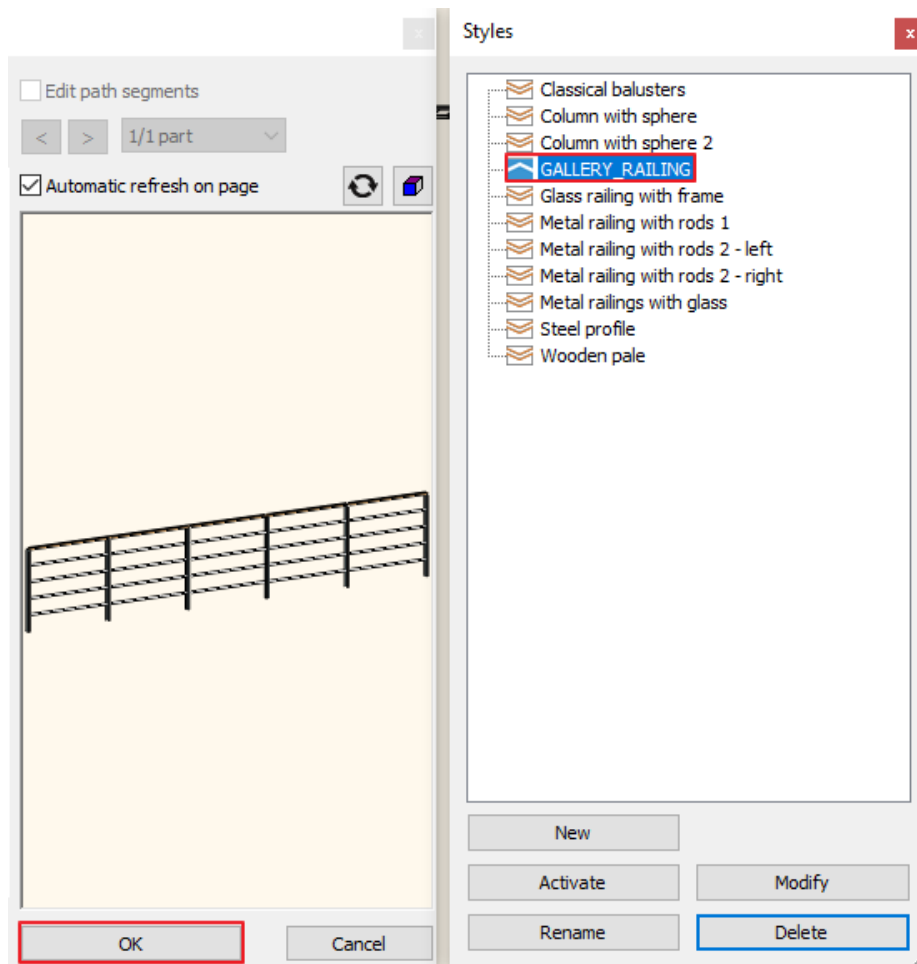 Edit path segments
< > 1/1 part
Automatic refresh on page
OK Cancel
Styles
x
Classical balusters
Column with sphere
Column with sphere 2
GALLERY_RAILING
Glass railing with frame
Metal railing with rods 1
Metal railing with rods 2 - left
Metal railing with rods 2 - right
Metal railings with glass
Steel profile
Wooden pale
New
Activate Modify
Rename Delete